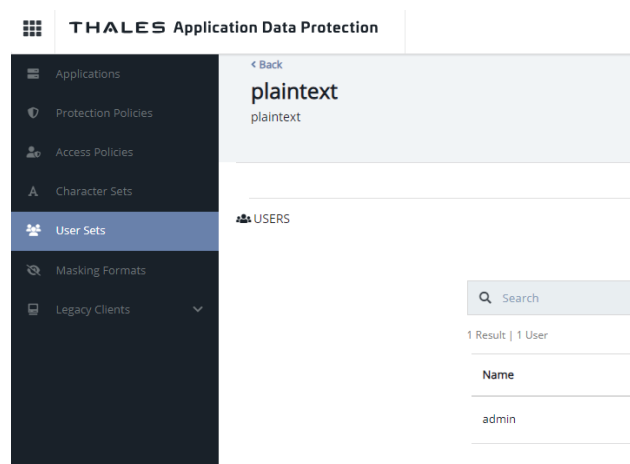 THALES Application Data Protection
Applications
Protection Policies
Access Policies
Character Sets
User Sets
Masking Formats
Legacy Clients
< Back
plaintext
plaintext
USERS
Search
1 Result | 1 User
Name
admin